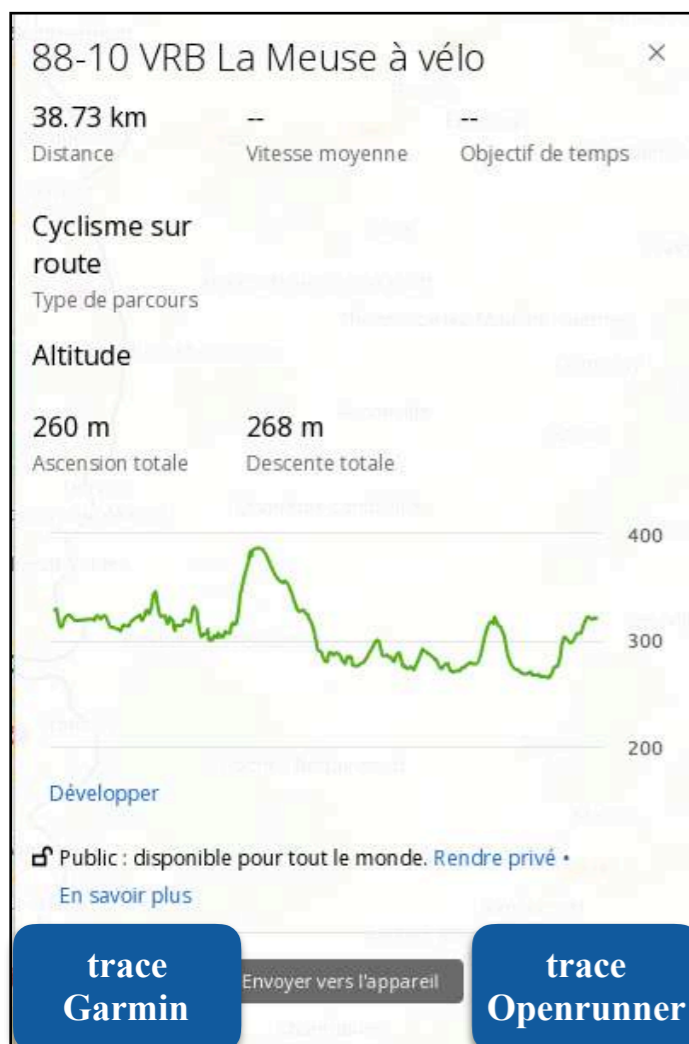 88-10 VRB La Meuse à vélo ×
38.73 km -- --
Distance Vitesse moyenne Objectif de temps
Cyclisme sur
route
Type de parcours
Altitude
260 m 268 m
Ascension totale Descente totale
400
300
200
Développer
Public : disponible pour tout le monde. Rendre privé •
En savoir plus
trace
Garmin
Envoyer vers l'appareil
trace
Openrunner